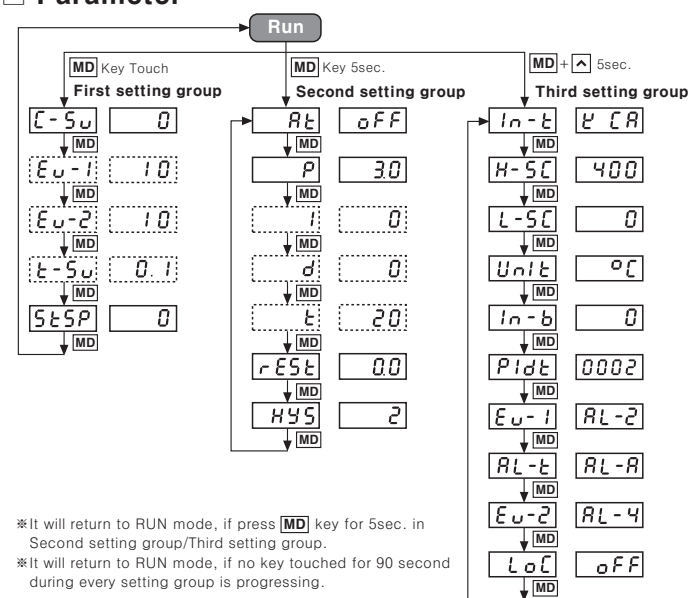 Parameter
Run
MD Key Touch
First setting group
C-Sv 0
MD
Ev-1 10
MD
Ev-2 10
MD
t-Sv 0.1
MD
StSP 0
MD
MD Key 5sec.
Second setting group
At oFF
MD
P 3.0
MD
I 0
MD
d 0
MD
t 20
MD
rESt 0.0
MD
HYS 2
MD
MD + ^ 5sec.
Third setting group
In-t K CA
MD
H-SC 400
MD
L-SC 0
MD
UnIt °C
MD
In-b 0
MD
PIdt 0002
MD
Ev-1 AL-2
MD
AL-t AL-A
MD
Ev-2 AL-4
MD
LoC oFF
MD
※It will return to RUN mode, if press MD key for 5sec. in
Second setting group/Third setting group.
※It will return to RUN mode, if no key touched for 90 second
during every setting group is progressing.